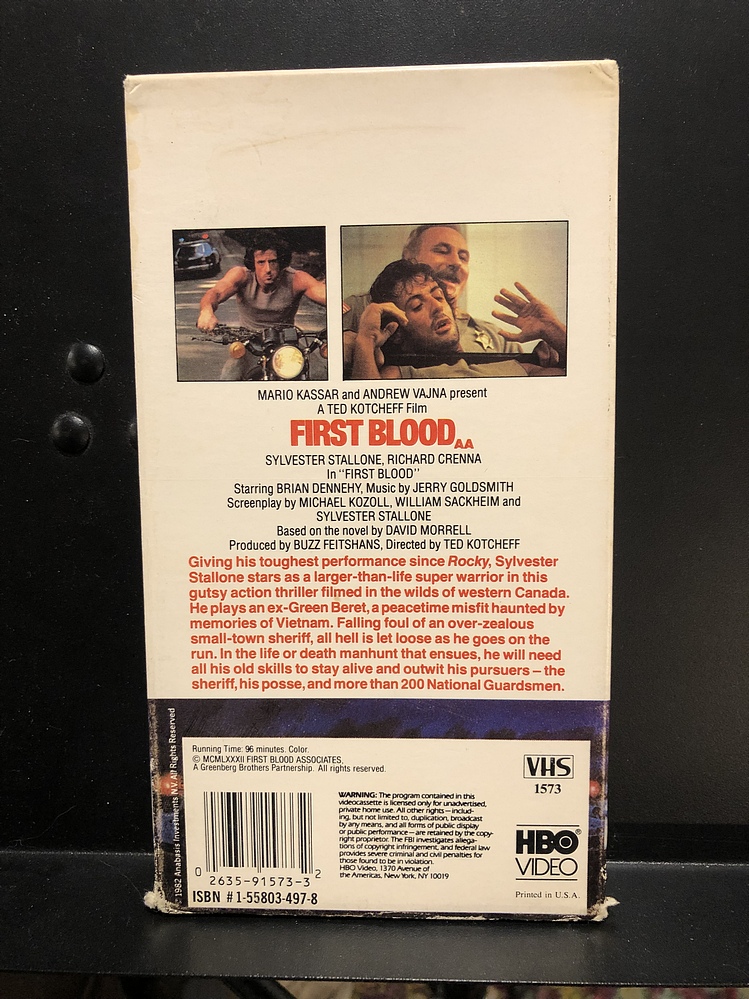 MARIO KASSAR and ANDREW VAJNA present
A TED KOTCHEFF Film
FIRST BLOOD AA
SYLVESTER STALLONE, RICHARD CRENNA
In "FIRST BLOOD"
Starring BRIAN DENNEHY, Music by JERRY GOLDSMITH
Screenplay by MICHAEL KOZOLL, WILLIAM SACKHEIM and
SYLVESTER STALLONE
Based on the novel by DAVID MORRELL
Produced by BUZZ FEITSHANS, Directed by TED KOTCHEFF
Giving his toughest performance since Rocky, Sylvester
Stallone stars as a larger-than-life super warrior in this
gutsy action thriller filmed in the wilds of western Canada.
He plays an ex-Green Beret, a peacetime misfit haunted by
memories of Vietnam. Falling foul of an over-zealous
small-town sheriff, all hell is let loose as he goes on the
run. In the life or death manhunt that ensues, he will need
all his old skills to stay alive and outwit his pursuers – the
sheriff, his posse, and more than 200 National Guardsmen.
1982 Anabasis Investments N.V. All Rights Reserved
Running Time: 96 minutes. Color.
© MCMLXXXII FIRST BLOOD ASSOCIATES,
A Greenberg Brothers Partnership. All rights reserved.
WARNING: The program contained in this
videocassette is licensed only for unadvertised,
private home use. All other rights – includ-
ing, but not limited to, duplication, broadcast
by any means, and all forms of public display
or public performance – are retained by the copy-
right proprietor. The FBI investigates allega-
tions of copyright infringement, and federal law
provides severe criminal and civil penalties for
those found to be in violation.
HBO Video, 1370 Avenue of
the Americas, New York, NY 10019
VHS
1573
HBO
VIDEO
0 2635-91573-3 2
ISBN # 1-55803-497-8
Printed in U.S.A.